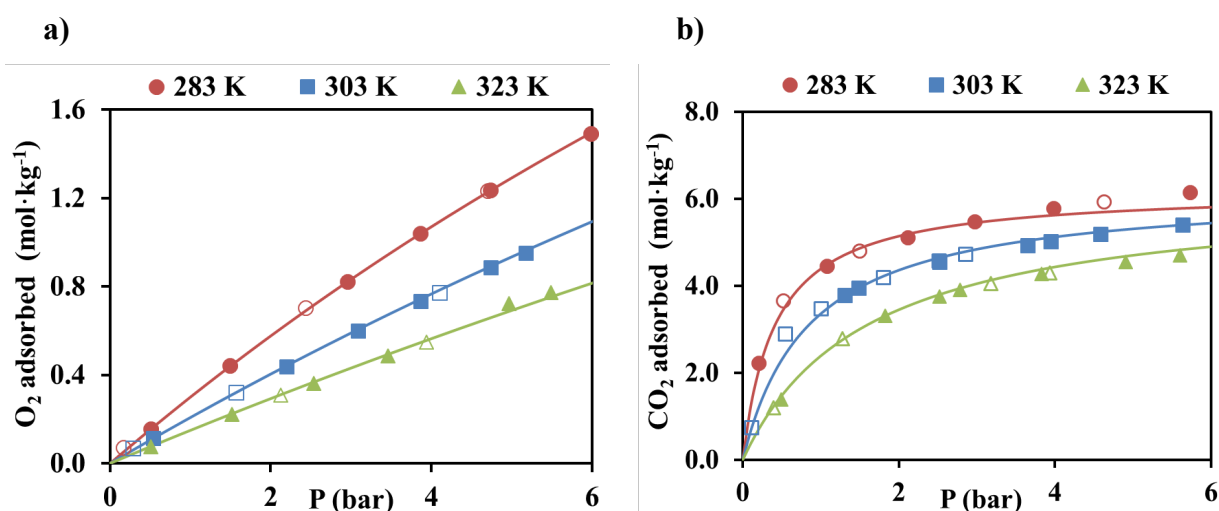 a)
283 K 303 K 323 K
1.6
1.2
0.8
0.4
0.0
O₂ adsorbed (mol·kg⁻¹)
0 2 4 6
P (bar)
b)
283 K 303 K 323 K
8.0
6.0
4.0
2.0
0.0
CO₂ adsorbed (mol·kg⁻¹)
0 2 4 6
P (bar)